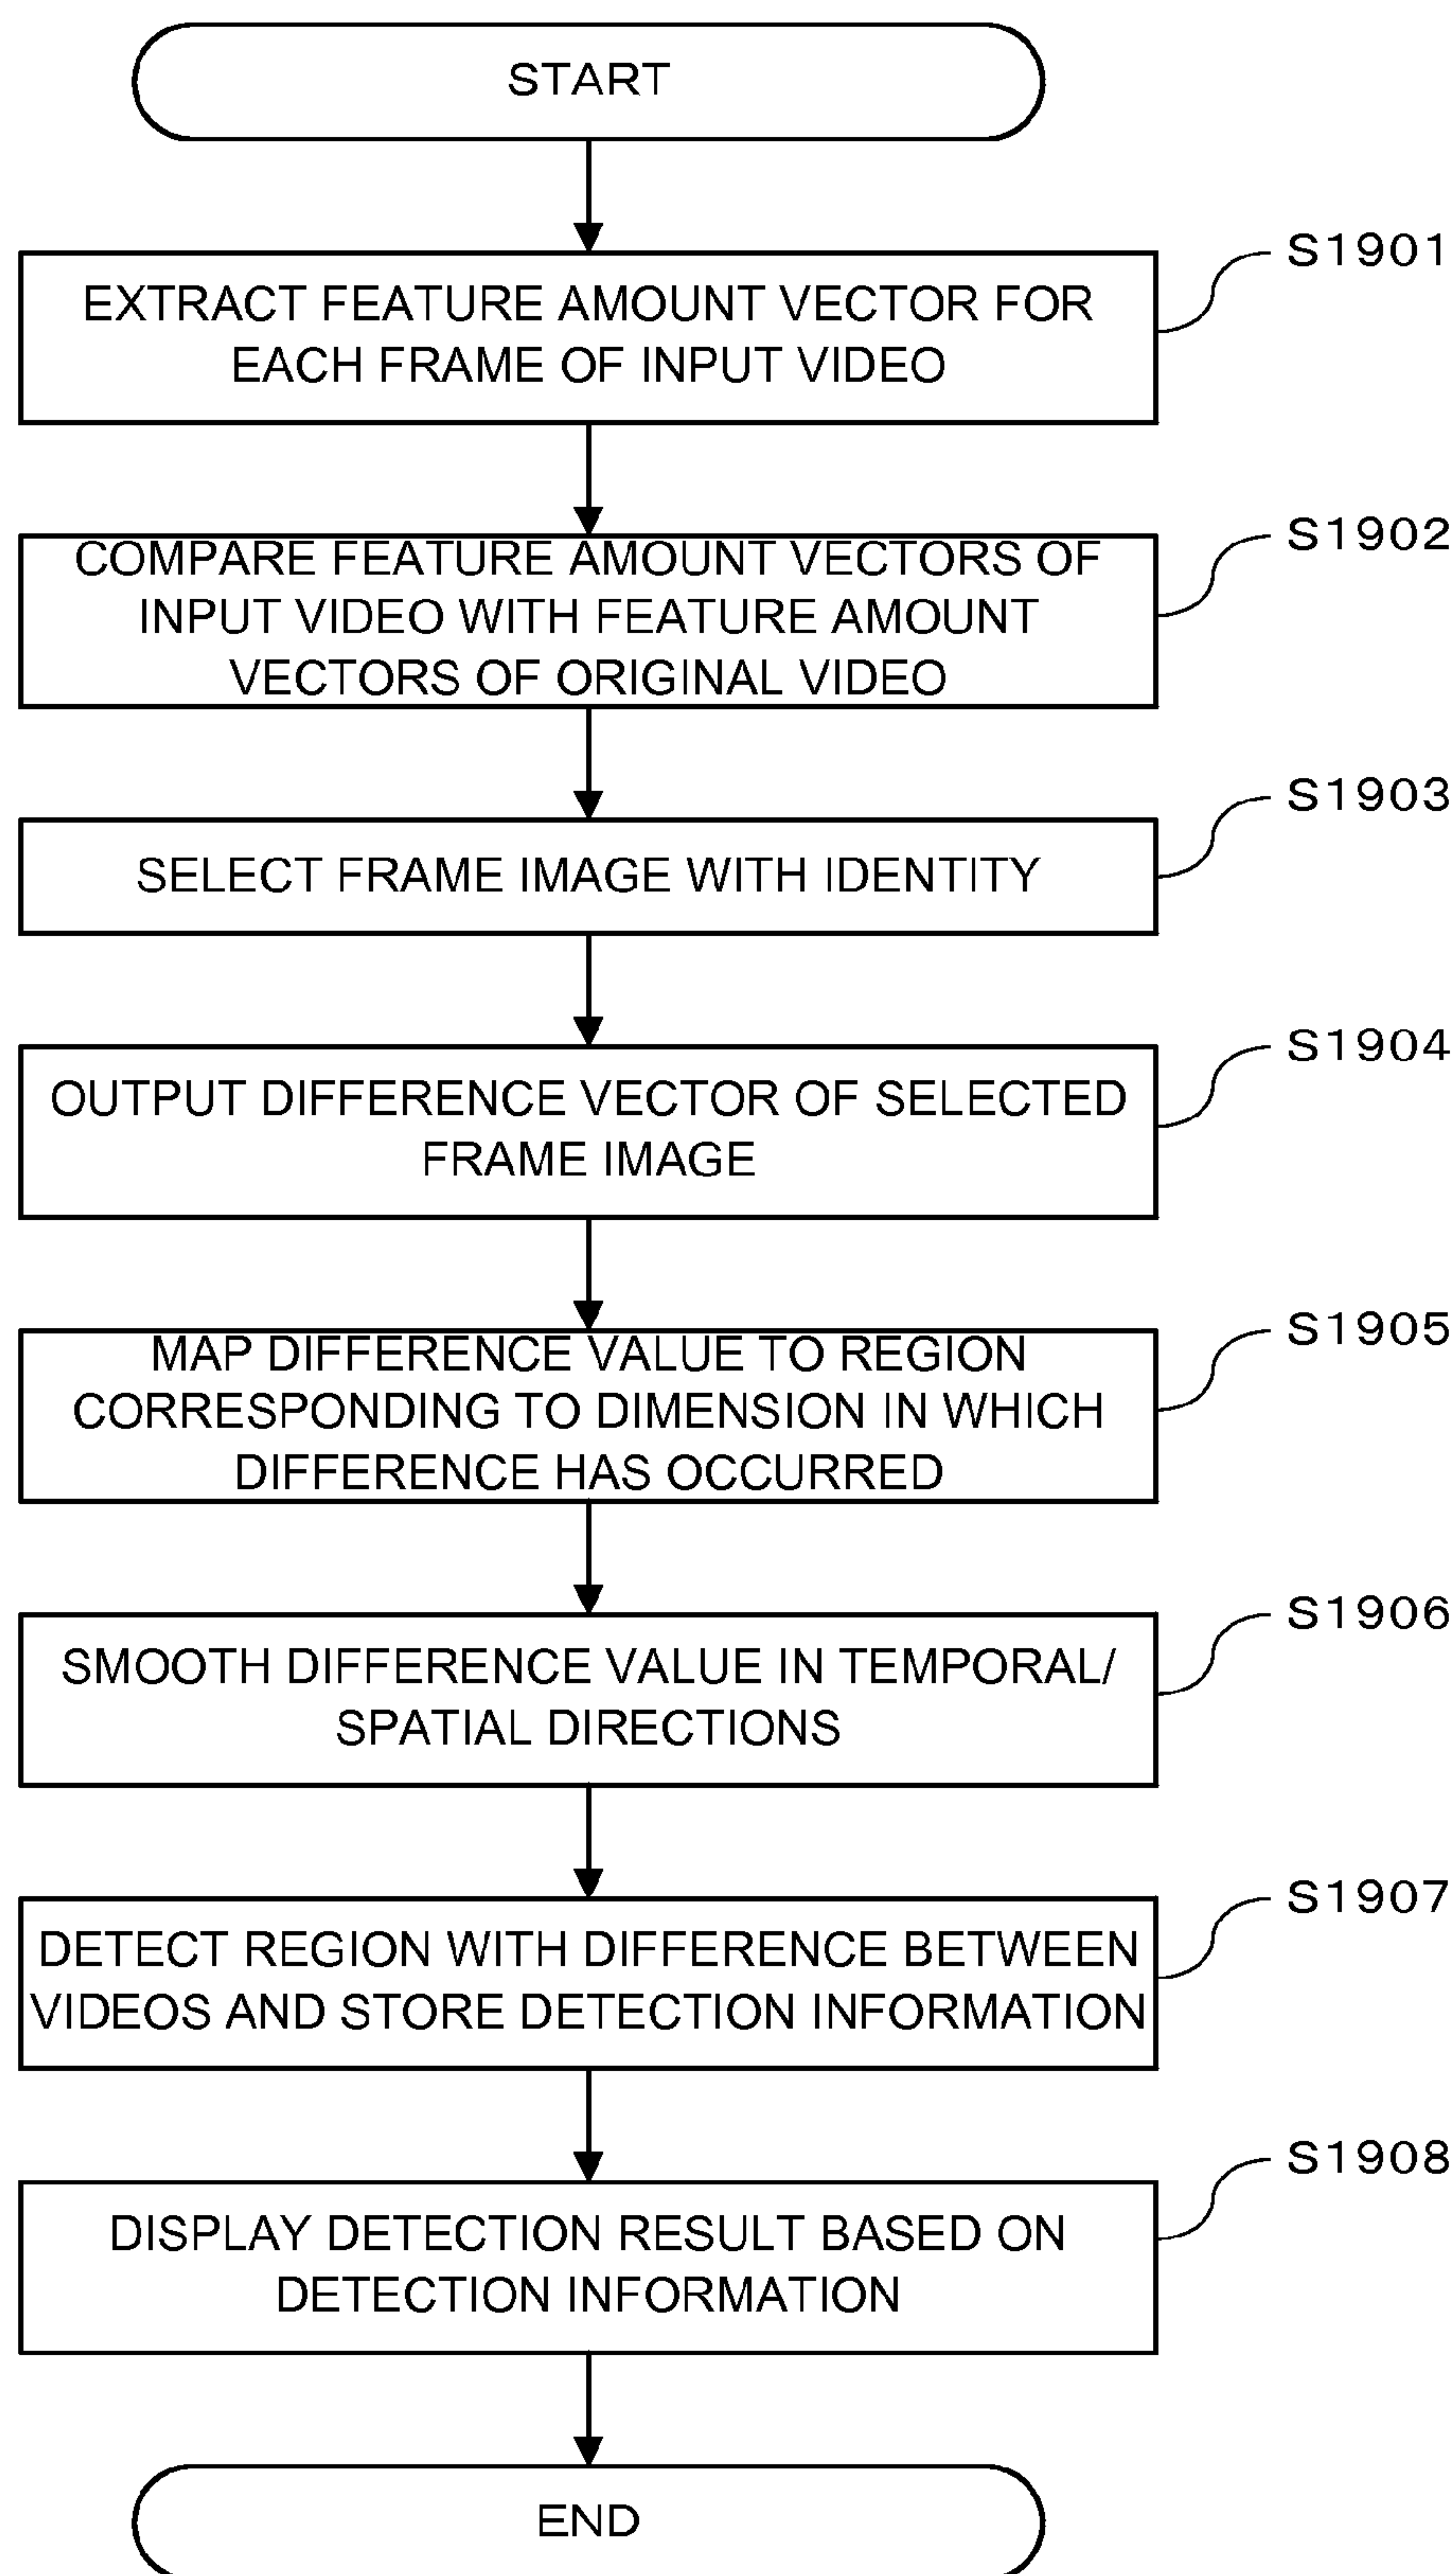 START
S1901
EXTRACT FEATURE AMOUNT VECTOR FOR
EACH FRAME OF INPUT VIDEO
S1902
COMPARE FEATURE AMOUNT VECTORS OF
INPUT VIDEO WITH FEATURE AMOUNT
VECTORS OF ORIGINAL VIDEO
S1903
SELECT FRAME IMAGE WITH IDENTITY
S1904
OUTPUT DIFFERENCE VECTOR OF SELECTED
FRAME IMAGE
S1905
MAP DIFFERENCE VALUE TO REGION
CORRESPONDING TO DIMENSION IN WHICH
DIFFERENCE HAS OCCURRED
S1906
SMOOTH DIFFERENCE VALUE IN TEMPORAL/
SPATIAL DIRECTIONS
S1907
DETECT REGION WITH DIFFERENCE BETWEEN
VIDEOS AND STORE DETECTION INFORMATION
S1908
DISPLAY DETECTION RESULT BASED ON
DETECTION INFORMATION
END